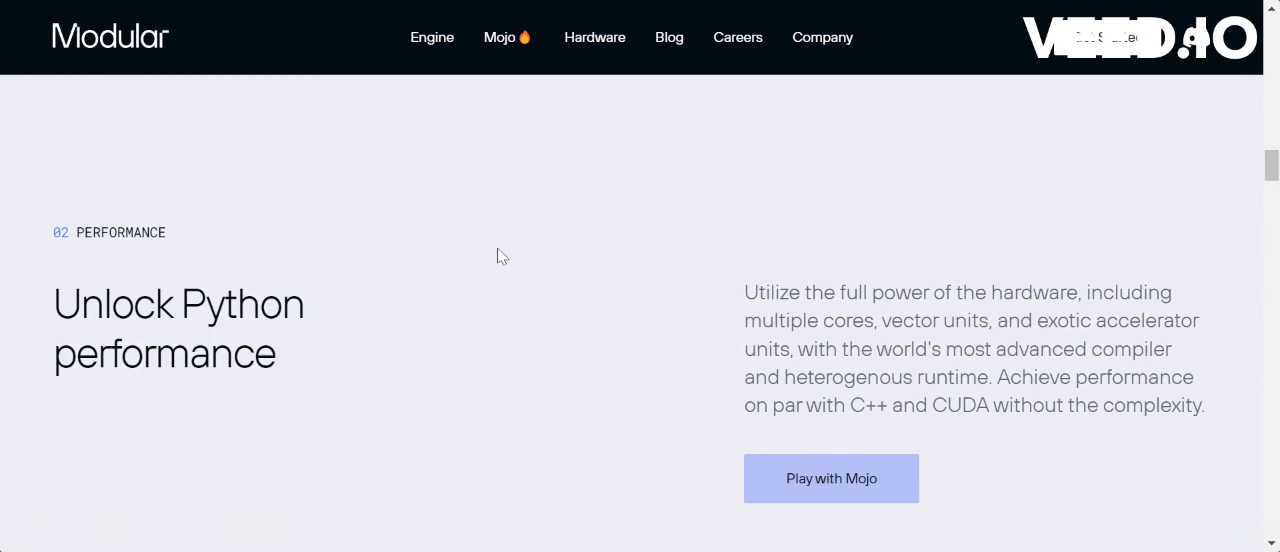 Modular
Engine
Mojo🔥
Hardware
Blog
Careers
Company
VEED.IO
02 PERFORMANCE
Unlock Python
performance
Utilize the full power of the hardware, including
multiple cores, vector units, and exotic accelerator
units, with the world's most advanced compiler
and heterogenous runtime. Achieve performance
on par with C++ and CUDA without the complexity.
Play with Mojo